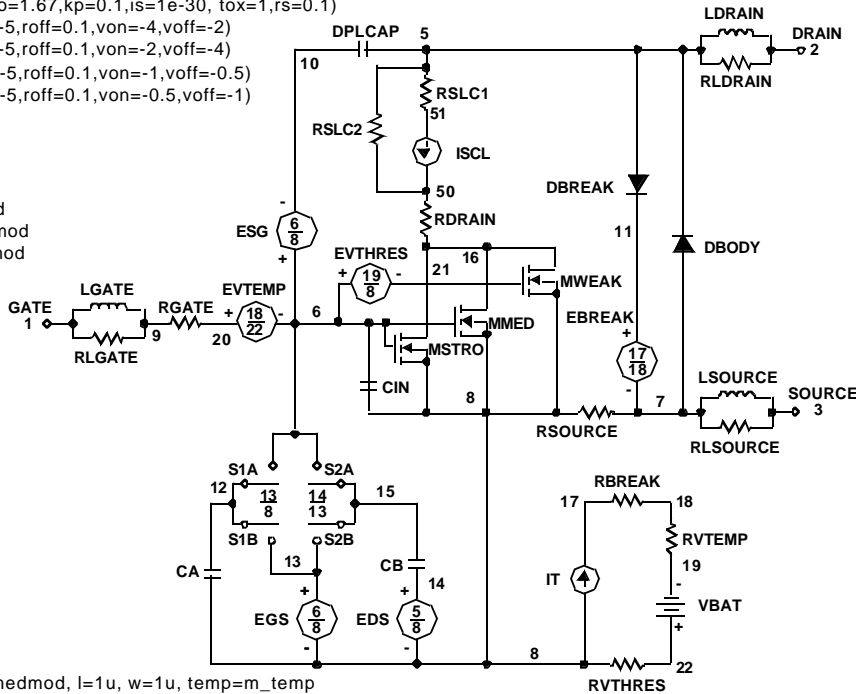 o=1.67,kp=0.1,is=1e-30, tox=1,rs=0.1)
-5,roff=0.1,von=-4,voff=-2)
-5,roff=0.1,von=-2,voff=-4)
-5,roff=0.1,von=-1,voff=-0.5)
-5,roff=0.1,von=-0.5,voff=-1)
d
mod
mod
DPLCAP
5
10
LDRAIN
DRAIN
2
RLDRAIN
RSLC1
51
RSLC2
ISCL
50
RDRAIN
DBREAK
11
DBODY
ESG
6
8
-
+
EVTHRES
+
19
8
-
16
21
MWEAK
LGATE
GATE
1
RLGATE
9
RGATE
20
EVTEMP
+
18
22
-
6
MMED
MSTRO
CIN
EBREAK
+
17
18
-
8
RSOURCE
7
LSOURCE
SOURCE
3
RLSOURCE
S1A
S2A
12
13
8
14
13
15
S1B
S2B
13
CA
CB
14
+
EGS
6
8
-
+
EDS
5
8
-
RBREAK
17
18
RVTEMP
19
IT
-
VBAT
+
8
22
RVTHRES
nedmod, l=1u, w=1u, temp=m_temp